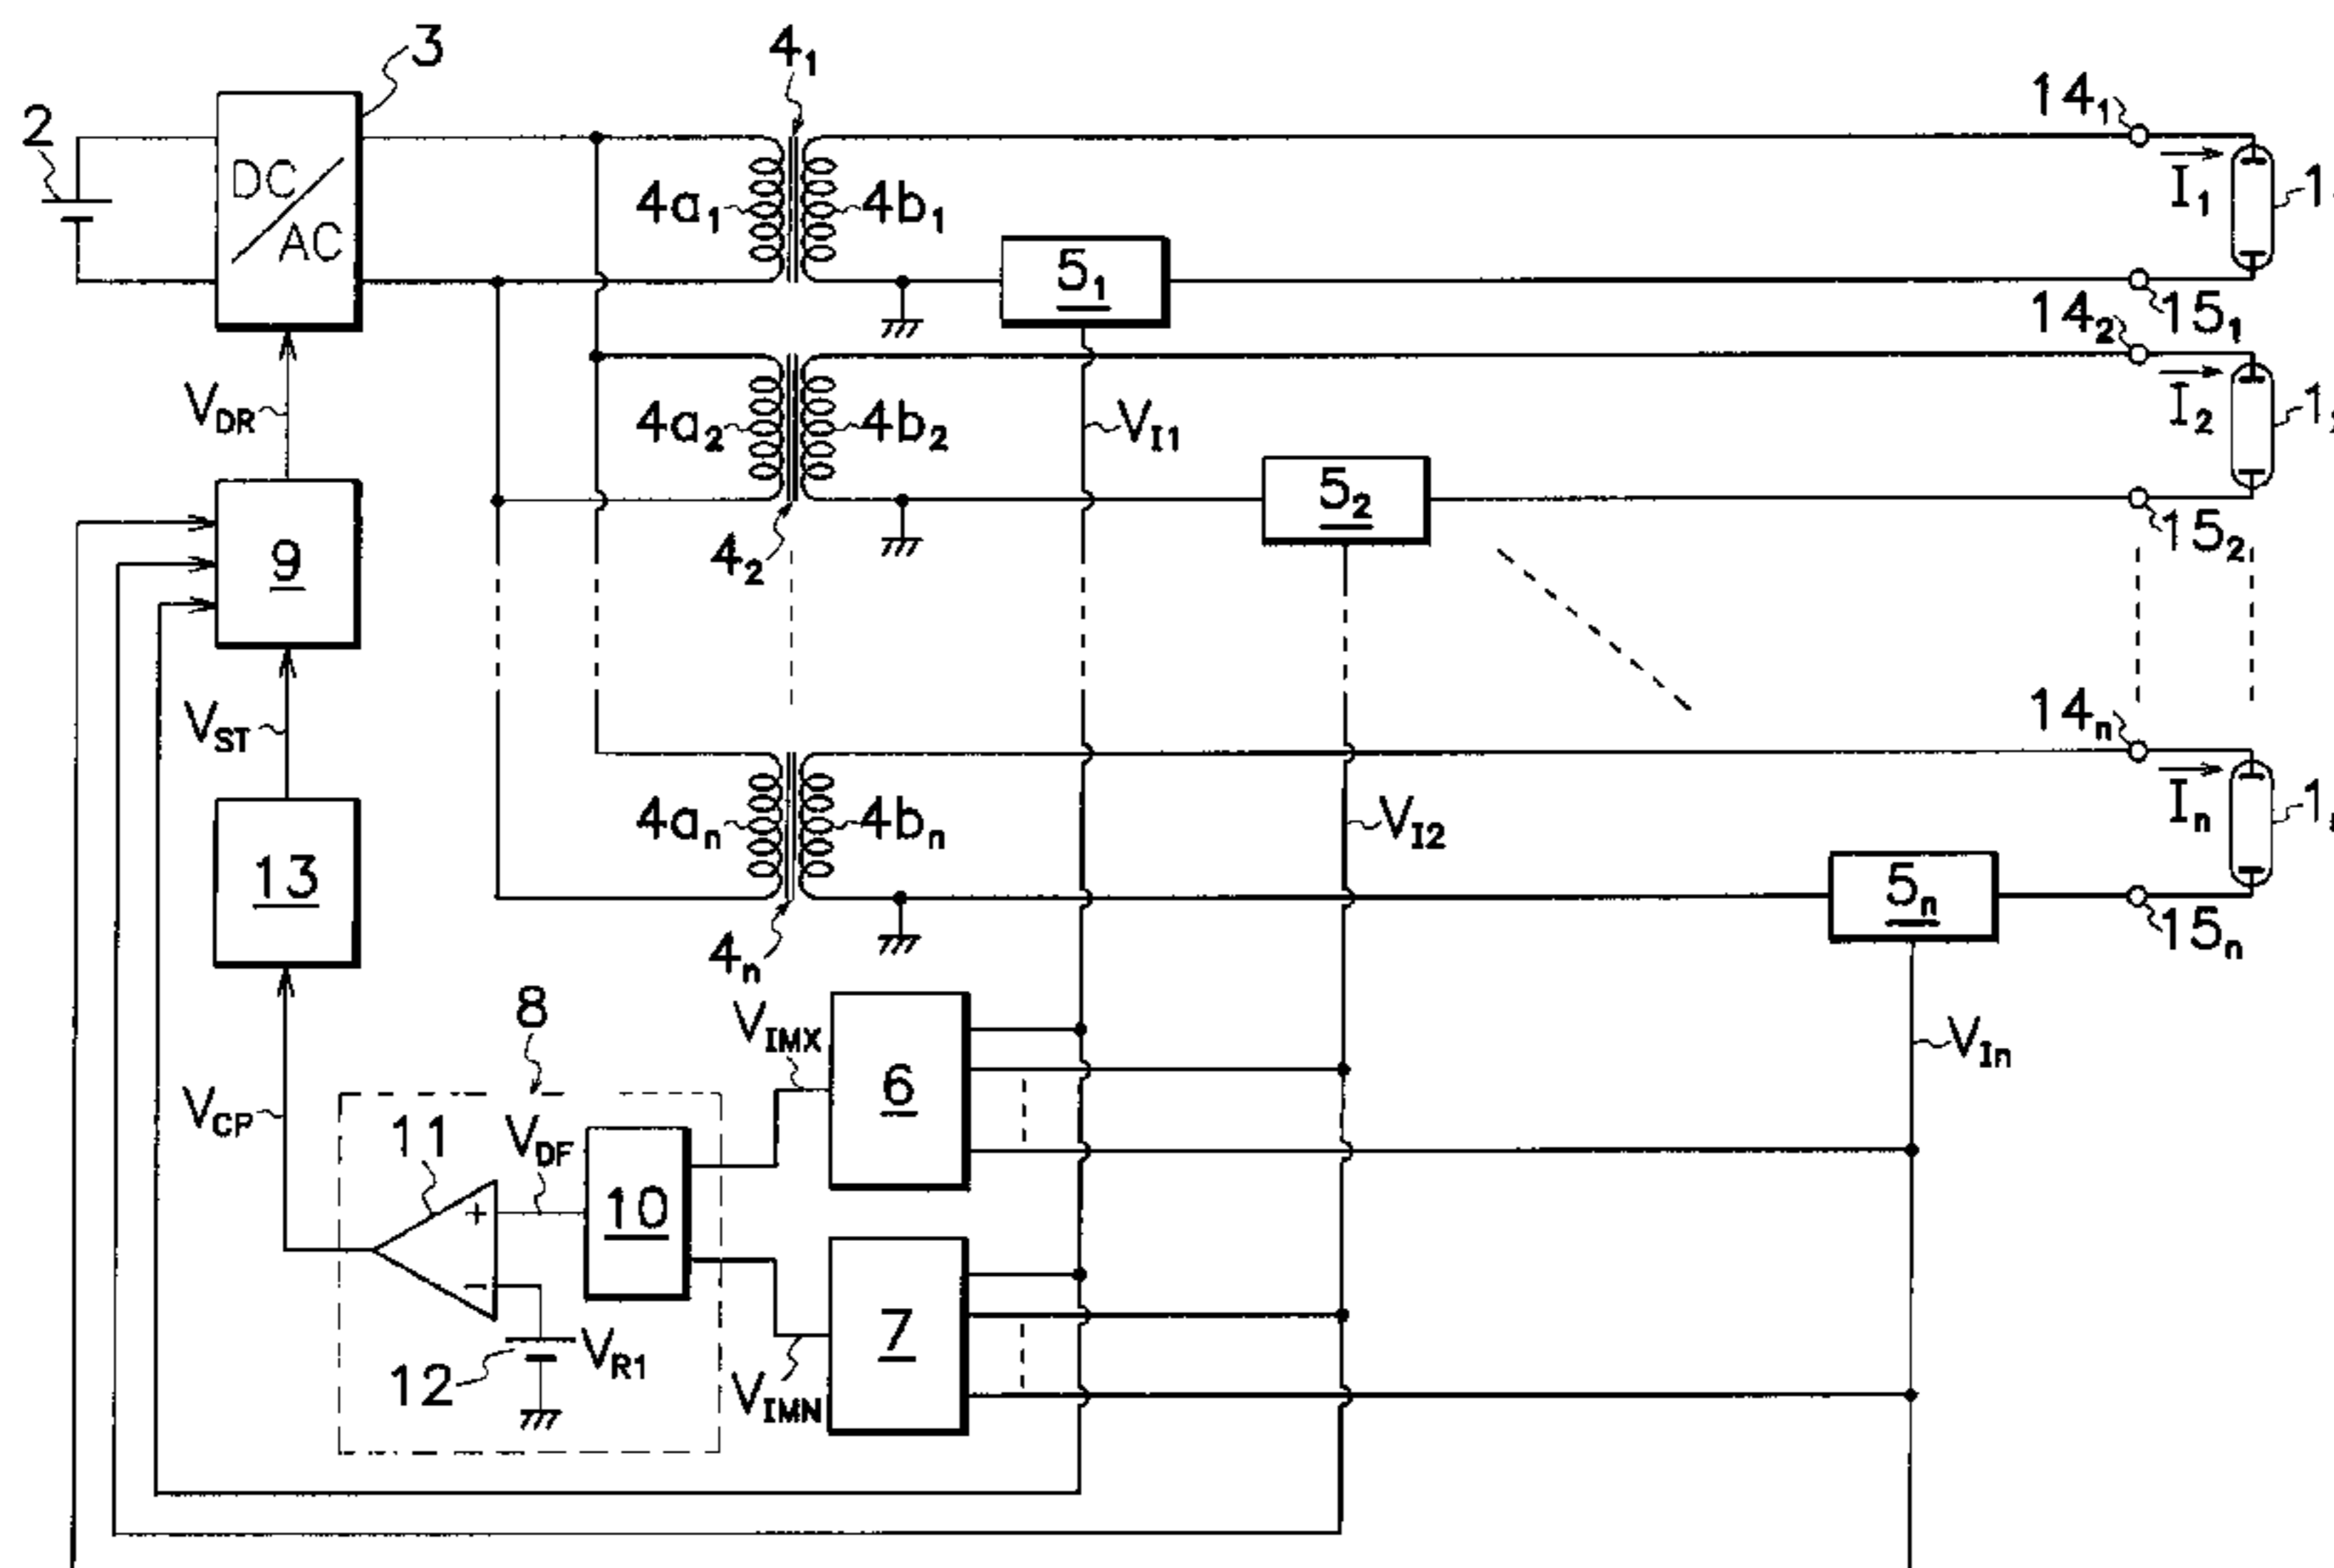 3
4₁
2
14₁
DC/AC
4a₁
4b₁
I₁
5₁
15₁
14₂
V_DR
4a₂
4b₂
V_I1
I₂
5₂
4₂
15₂
9
V_ST
14ₙ
4aₙ
4bₙ
V_I2
Iₙ
13
5ₙ
4ₙ
15ₙ
8
V_IMX
V_In
6
V_CP
11
V_DF
+
10
−
7
12
V_R1
V_IMN